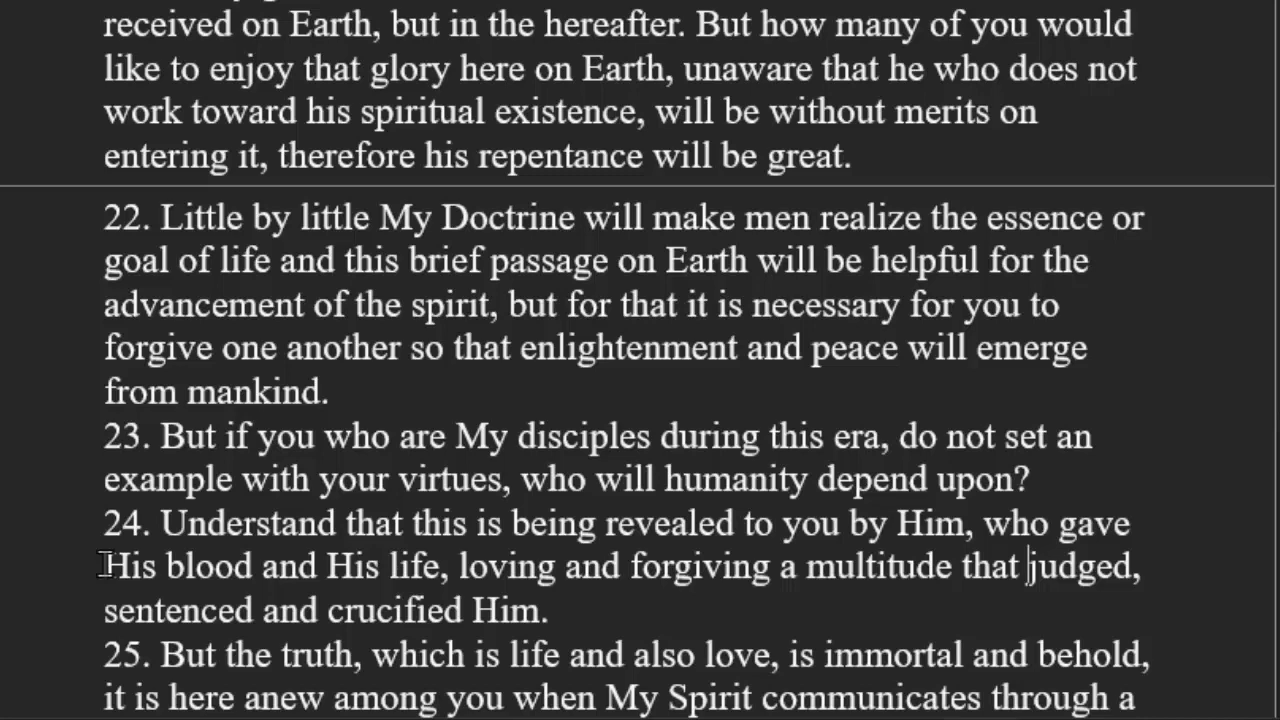 received on Earth, but in the hereafter. But how many of you would
like to enjoy that glory here on Earth, unaware that he who does not
work toward his spiritual existence, will be without merits on
entering it, therefore his repentance will be great.
22. Little by little My Doctrine will make men realize the essence or
goal of life and this brief passage on Earth will be helpful for the
advancement of the spirit, but for that it is necessary for you to
forgive one another so that enlightenment and peace will emerge
from mankind.
23. But if you who are My disciples during this era, do not set an
example with your virtues, who will humanity depend upon?
24. Understand that this is being revealed to you by Him, who gave
His blood and His life, loving and forgiving a multitude that judged,
sentenced and crucified Him.
25. But the truth, which is life and also love, is immortal and behold,
it is here anew among you when My Spirit communicates through a